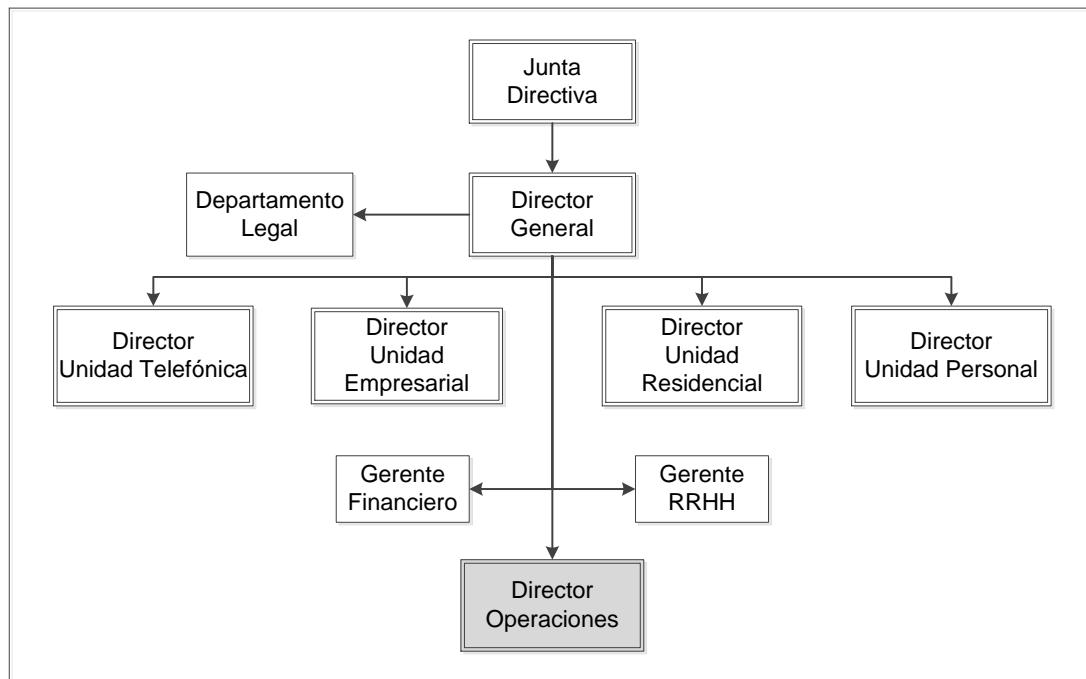 Junta
Directiva
Departamento
Legal
Director
General
Director
Unidad Telefónica
Director
Unidad
Empresarial
Director
Unidad
Residencial
Director
Unidad Personal
Gerente
Financiero
Gerente
RRHH
Director
Operaciones